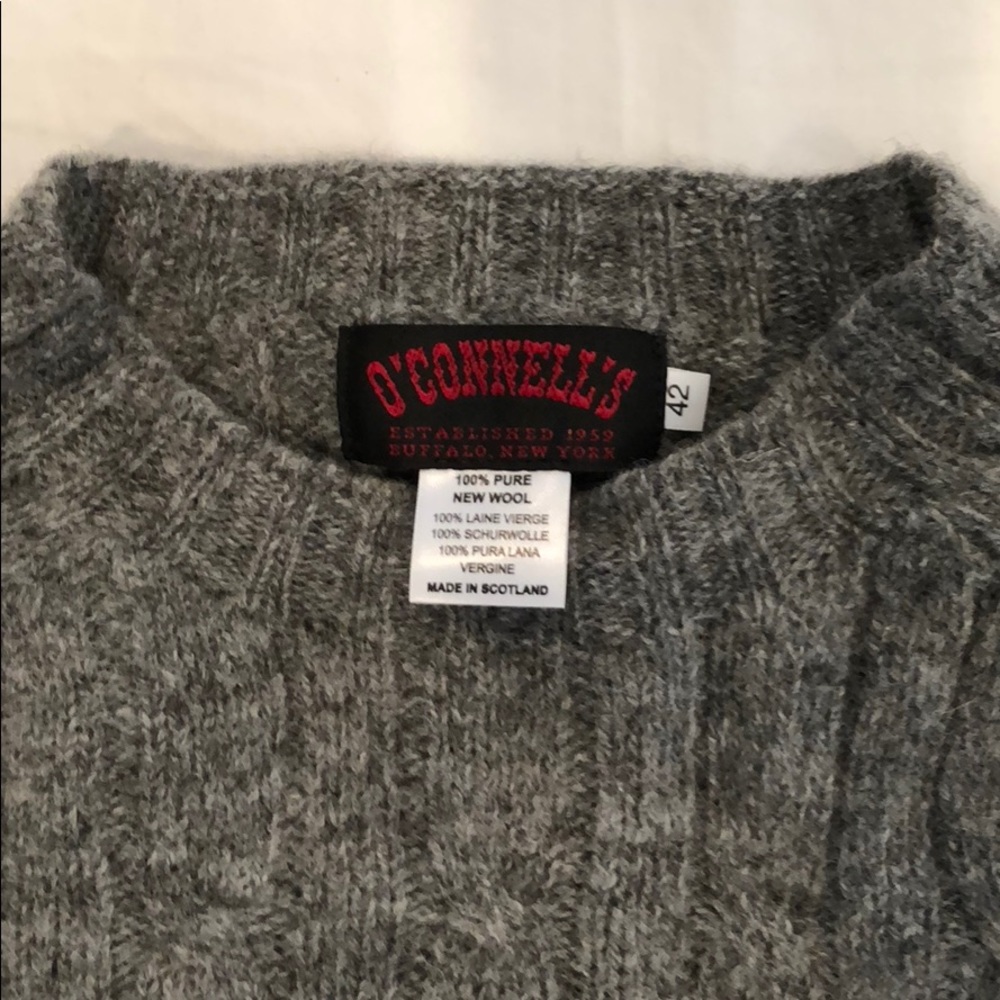 O'CONNELL'S
ESTABLISHED 1959
BUFFALO, NEW YORK
42
100% PURE
NEW WOOL
100% LAINE VIERGE
100% SCHURWOLLE
100% PURA LANA
VERGINE
MADE IN SCOTLAND